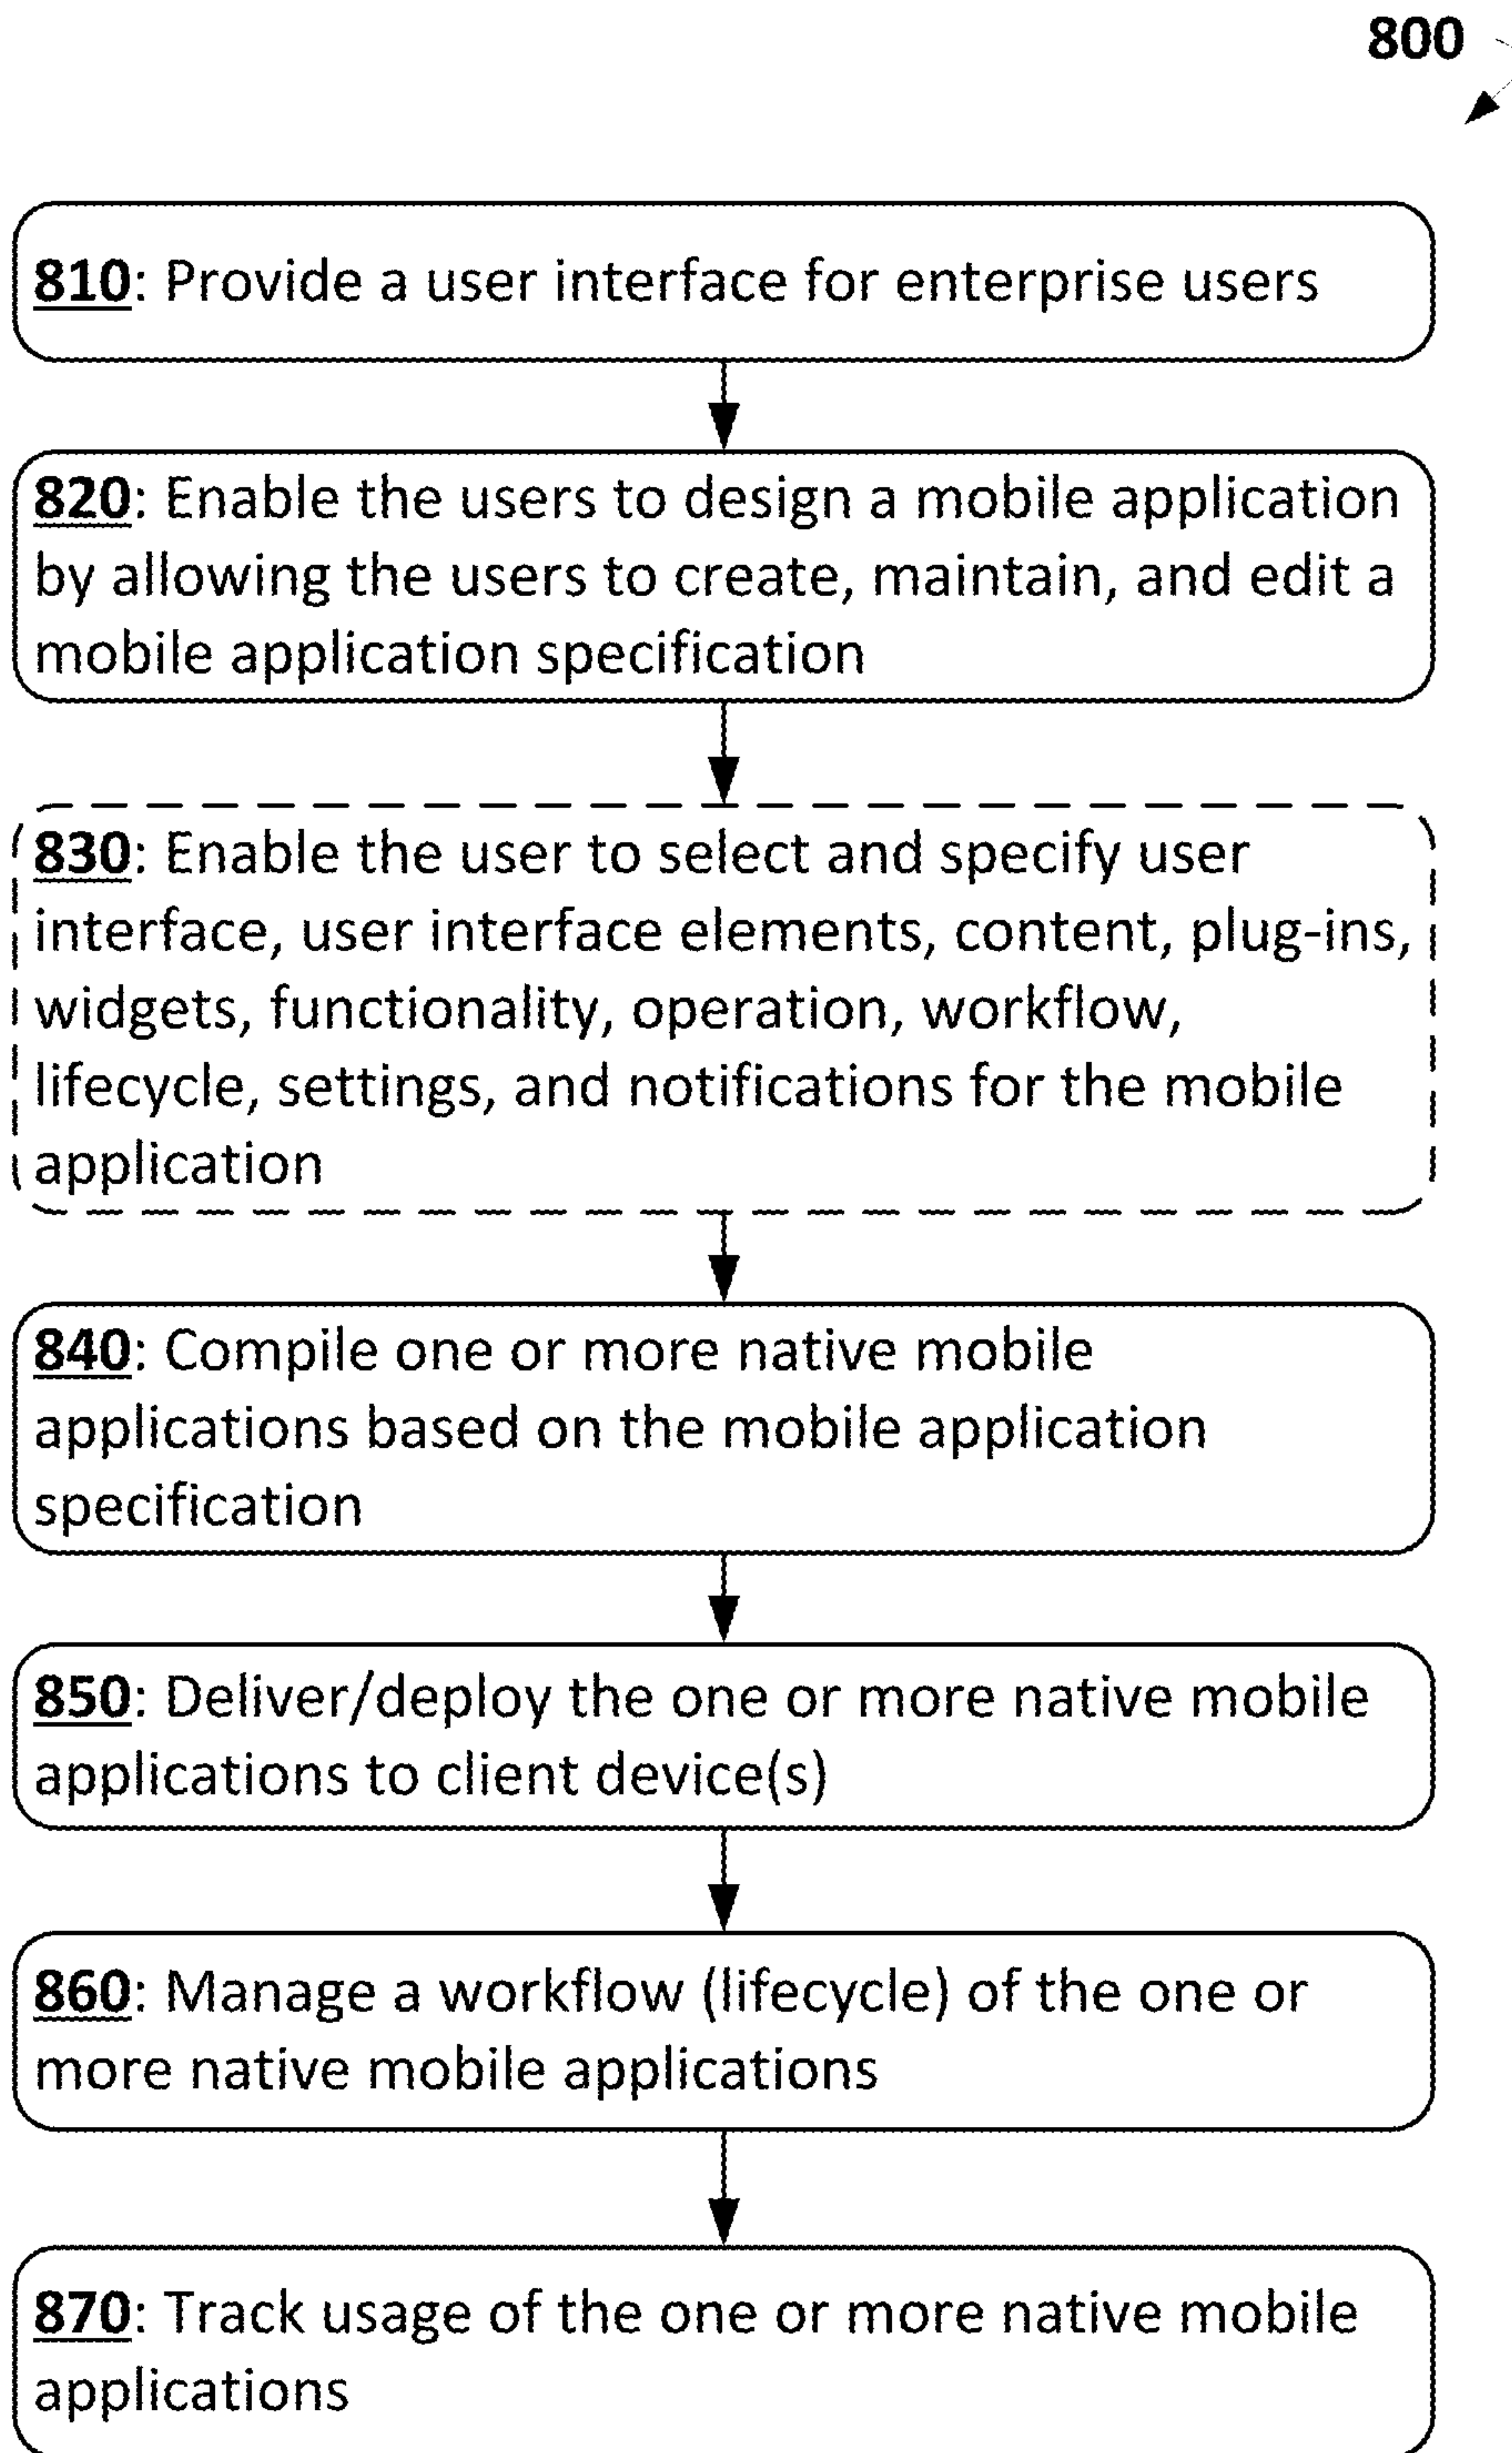 800
810: Provide a user interface for enterprise users
820: Enable the users to design a mobile application
by allowing the users to create, maintain, and edit a
mobile application specification
830: Enable the user to select and specify user
interface, user interface elements, content, plug-ins,
widgets, functionality, operation, workflow,
lifecycle, settings, and notifications for the mobile
application
840: Compile one or more native mobile
applications based on the mobile application
specification
850: Deliver/deploy the one or more native mobile
applications to client device(s)
860: Manage a workflow (lifecycle) of the one or
more native mobile applications
870: Track usage of the one or more native mobile
applications